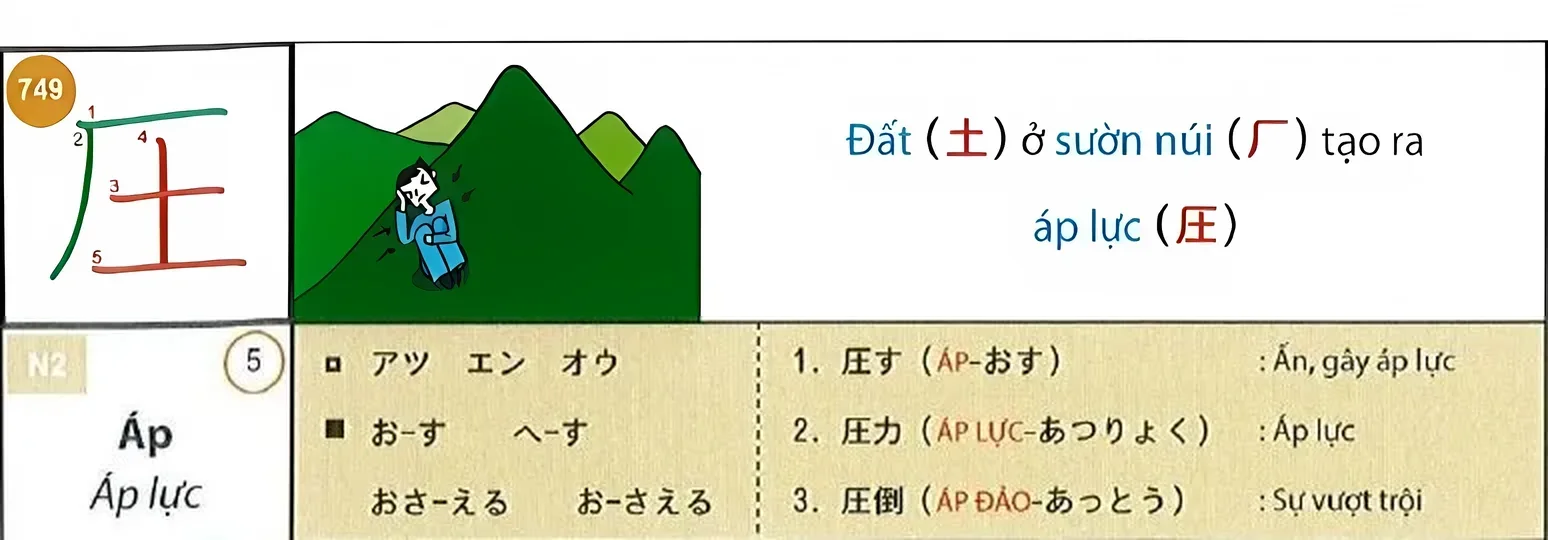 749
1
2
3
4
5
圧
Đất (土) ở sườn núi (厂) tạo ra
áp lực (圧)
N2
5
Áp
Áp lực
アツ エン オウ
お-す へ-す
おさ-える お-さえる
1. 圧す (ÁP-おす) : Ấn, gây áp lực
2. 圧力 (ÁP LỰC-あつりょく) : Áp lực
3. 圧倒 (ÁP ĐẢO-あっとう) : Sự vượt trội